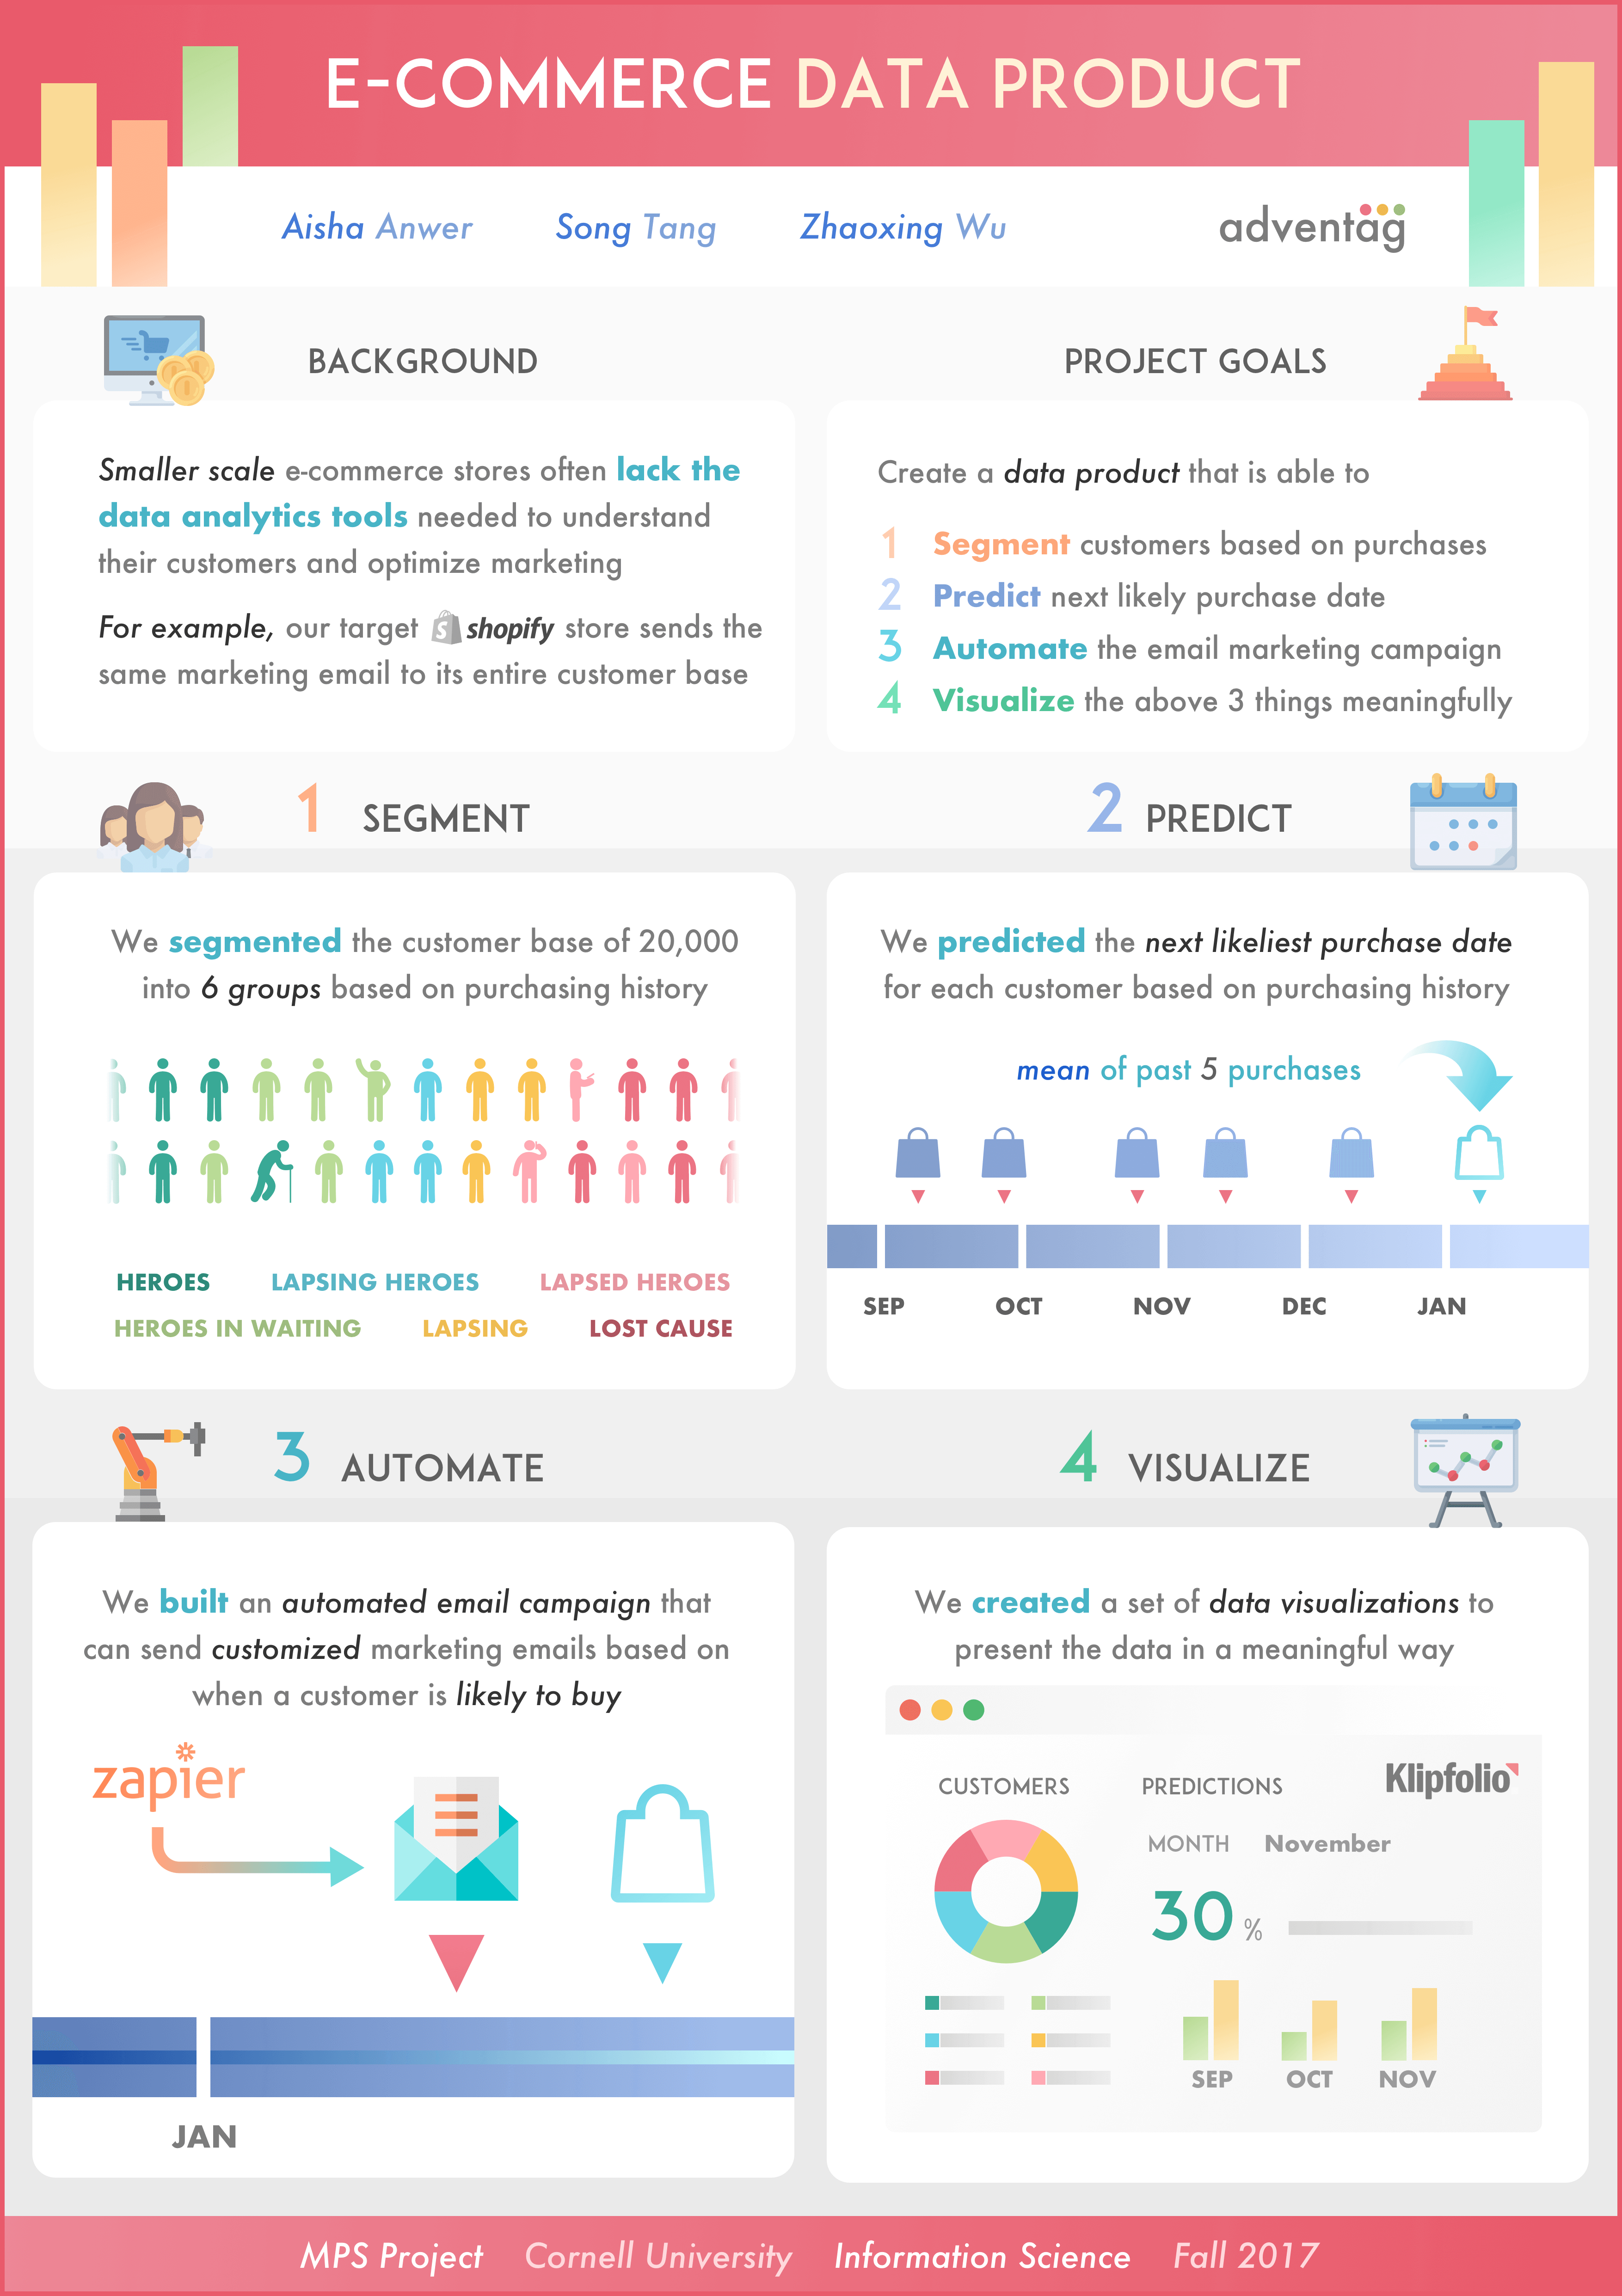 E-COMMERCE DATA PRODUCT
Aisha Anwer Song Tang Zhaoxing Wu adventag
BACKGROUND
Smaller scale e-commerce stores often lack the
data analytics tools needed to understand
their customers and optimize marketing
For example, our target shopify store sends the
same marketing email to its entire customer base
PROJECT GOALS
Create a data product that is able to
1 Segment customers based on purchases
2 Predict next likely purchase date
3 Automate the email marketing campaign
4 Visualize the above 3 things meaningfully
1 SEGMENT
We segmented the customer base of 20,000
into 6 groups based on purchasing history
HEROES LAPSING HEROES LAPSED HEROES
HEROES IN WAITING LAPSING LOST CAUSE
2 PREDICT
We predicted the next likeliest purchase date
for each customer based on purchasing history
mean of past 5 purchases
SEP OCT NOV DEC JAN
3 AUTOMATE
We built an automated email campaign that
can send customized marketing emails based on
when a customer is likely to buy
zapier
JAN
4 VISUALIZE
We created a set of data visualizations to
present the data in a meaningful way
CUSTOMERS PREDICTIONS Klipfolio
MONTH November
30 %
SEP OCT NOV
MPS Project Cornell University Information Science Fall 2017